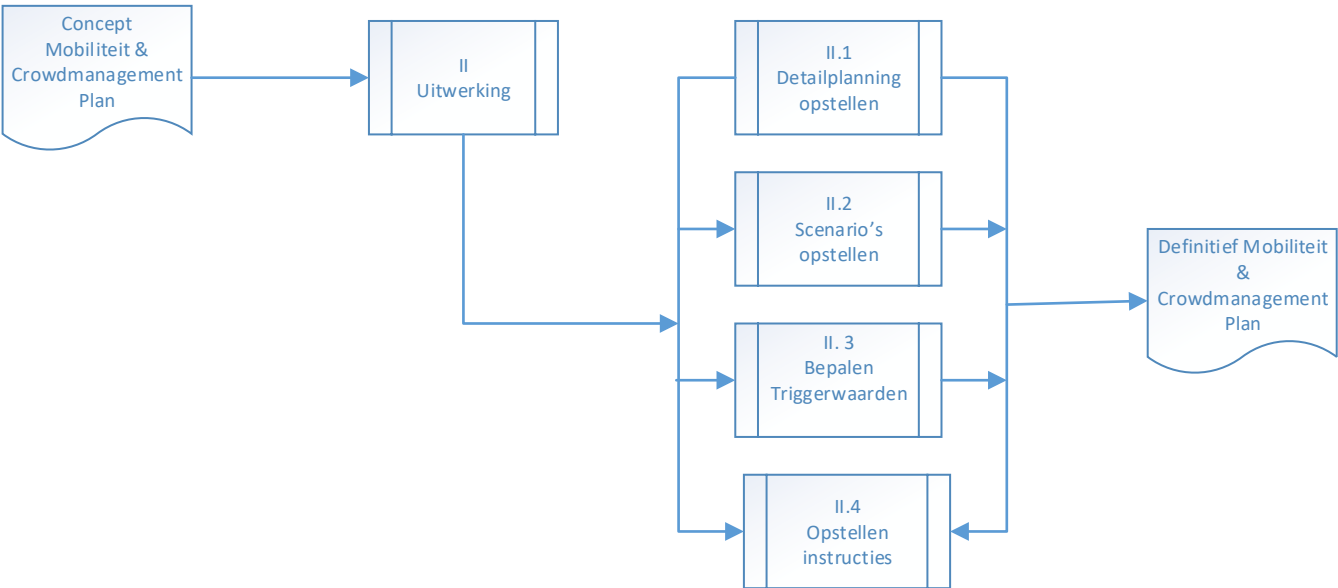 Concept
Mobiliteit &
Crowdmanagement
Plan
II
Uitwerking
II.1
Detailplanning
opstellen
II.2
Scenario’s
opstellen
II. 3
Bepalen
Triggerwaarden
II.4
Opstellen
instructies
Definitief Mobiliteit
&
Crowdmanagement
Plan